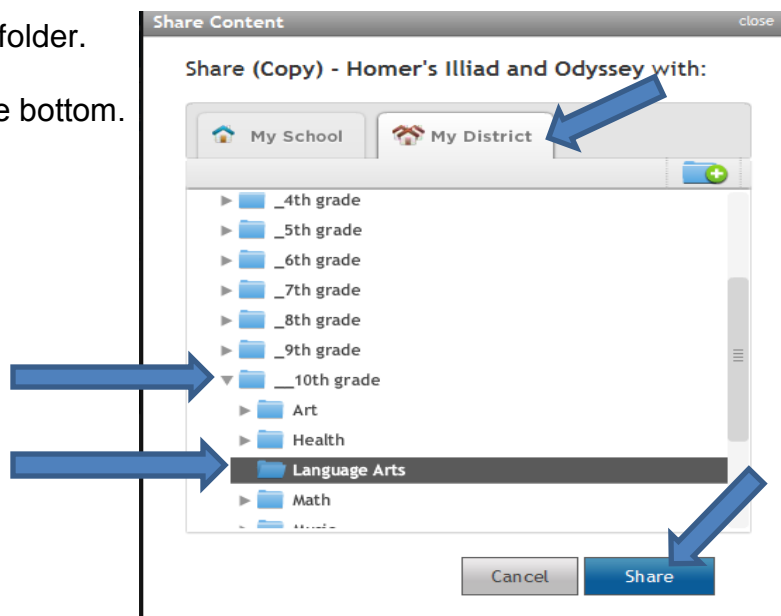 folder.
e bottom.
Share Content close
Share (Copy) - Homer's Illiad and Odyssey with:
My School My District
_4th grade
_5th grade
_6th grade
_7th grade
_8th grade
_9th grade
__10th grade
Art
Health
Language Arts
Math
Cancel Share